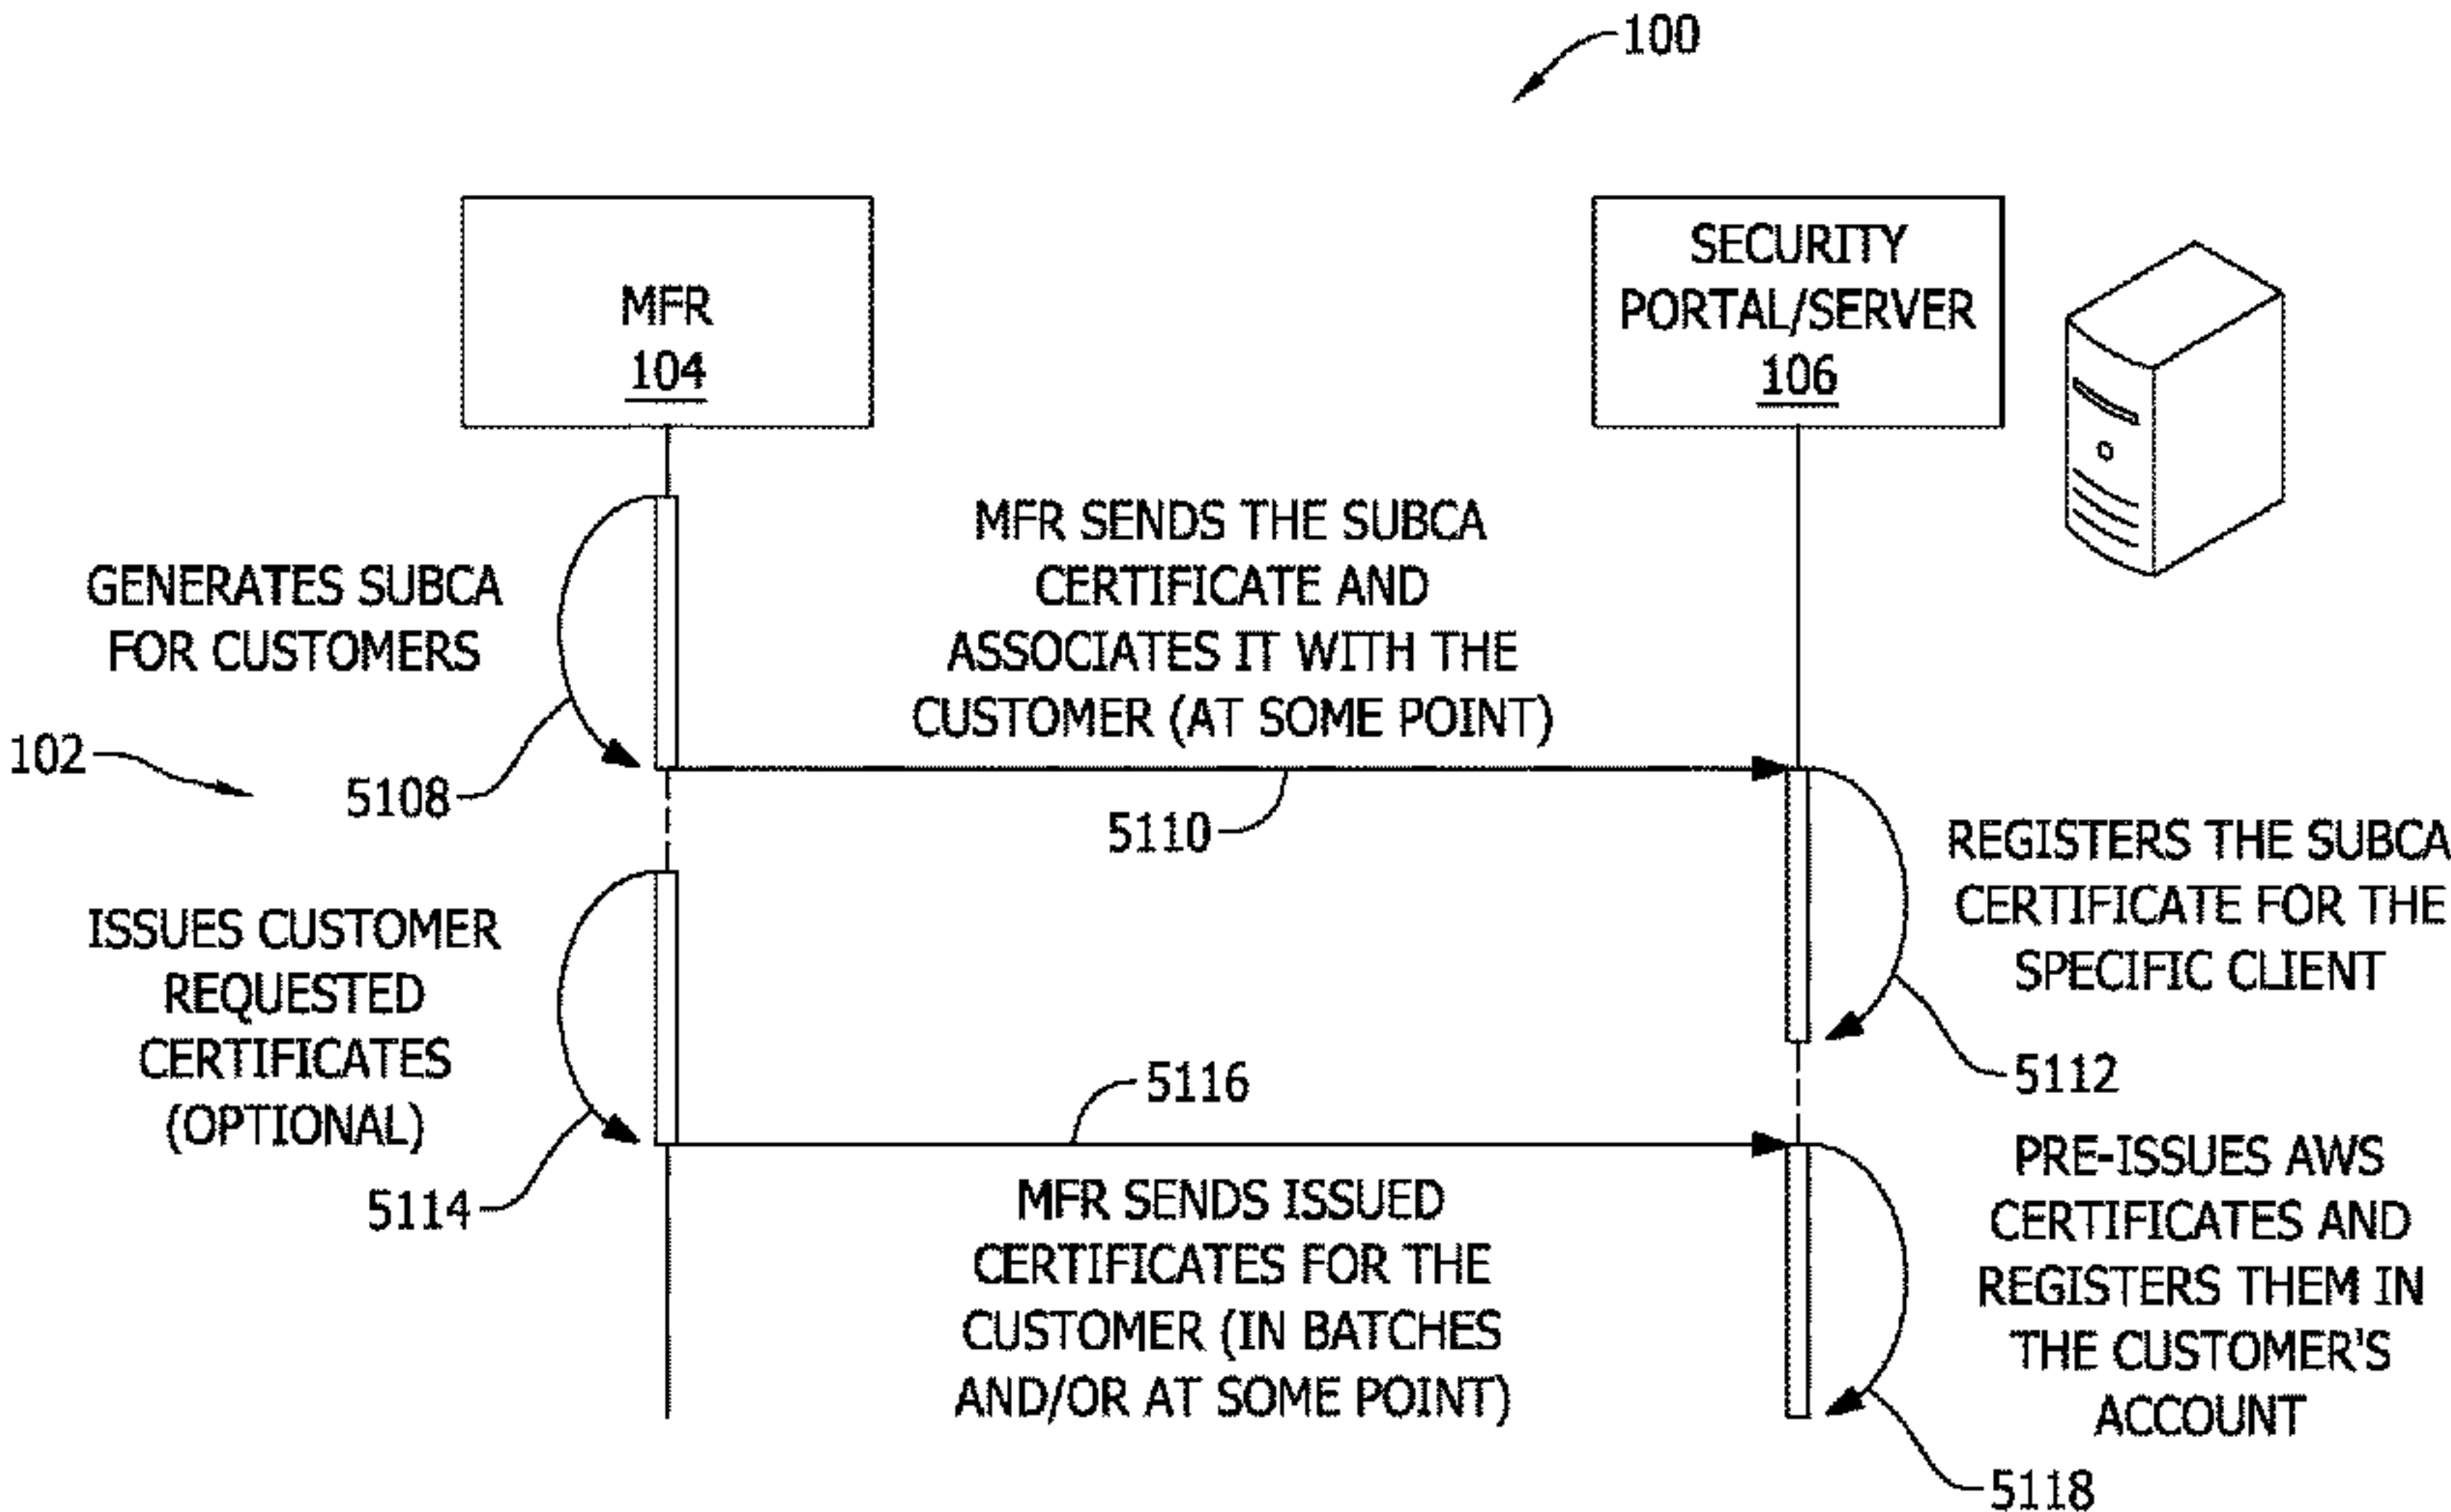 100
MFR
104
SECURITY
PORTAL/SERVER
106
GENERATES SUBCA
FOR CUSTOMERS
MFR SENDS THE SUBCA
CERTIFICATE AND
ASSOCIATES IT WITH THE
CUSTOMER (AT SOME POINT)
102
5108
5110
REGISTERS THE SUBCA
CERTIFICATE FOR THE
SPECIFIC CLIENT
5112
ISSUES CUSTOMER
REQUESTED
CERTIFICATES
(OPTIONAL)
5114
5116
MFR SENDS ISSUED
CERTIFICATES FOR THE
CUSTOMER (IN BATCHES
AND/OR AT SOME POINT)
PRE-ISSUES AWS
CERTIFICATES AND
REGISTERS THEM IN
THE CUSTOMER'S
ACCOUNT
5118